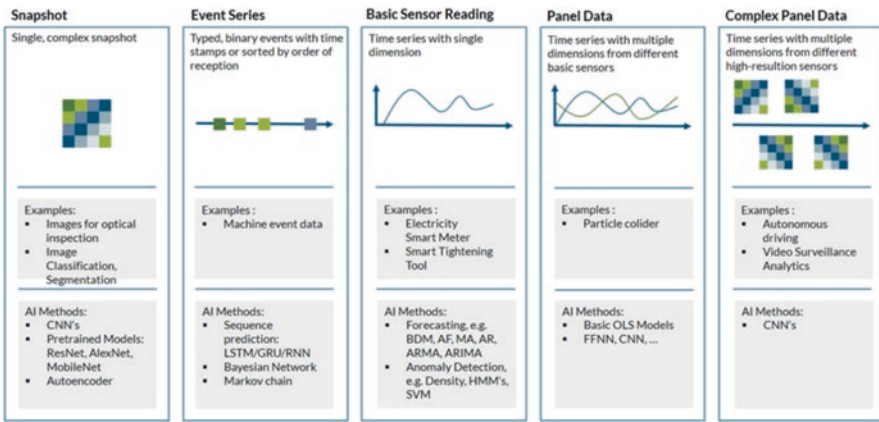 Snapshot
Single, complex snapshot
Examples:
▪ Images for optical
inspection
▪ Image
Classification,
Segmentation
AI Methods:
▪ CNN's
▪ Pretrained Models:
ResNet, AlexNet,
MobileNet
▪ Autoencoder
Event Series
Typed, binary events with time
stamps or sorted by order of
reception
Examples :
▪ Machine event data
AI Methods:
▪ Sequence
prediction:
LSTM/GRU/RNN
▪ Bayesian Network
▪ Markov chain
Basic Sensor Reading
Time series with single
dimension
Examples :
▪ Electricity
Smart Meter
▪ Smart Tightening
Tool
AI Methods:
▪ Forecasting, e.g.
BDM, AF, MA, AR,
ARMA, ARIMA
▪ Anomaly Detection,
e.g. Density, HMM's,
SVM
Panel Data
Time series with multiple
dimensions from different
basic sensors
Examples :
▪ Particle colider
AI Methods:
▪ Basic OLS Models
▪ FFNN, CNN, ...
Complex Panel Data
Time series with multiple
dimensions from different
high-resultion sensors
Examples :
▪ Autonomous
driving
▪ Video Surveillance
Analytics
AI Methods:
▪ CNN's